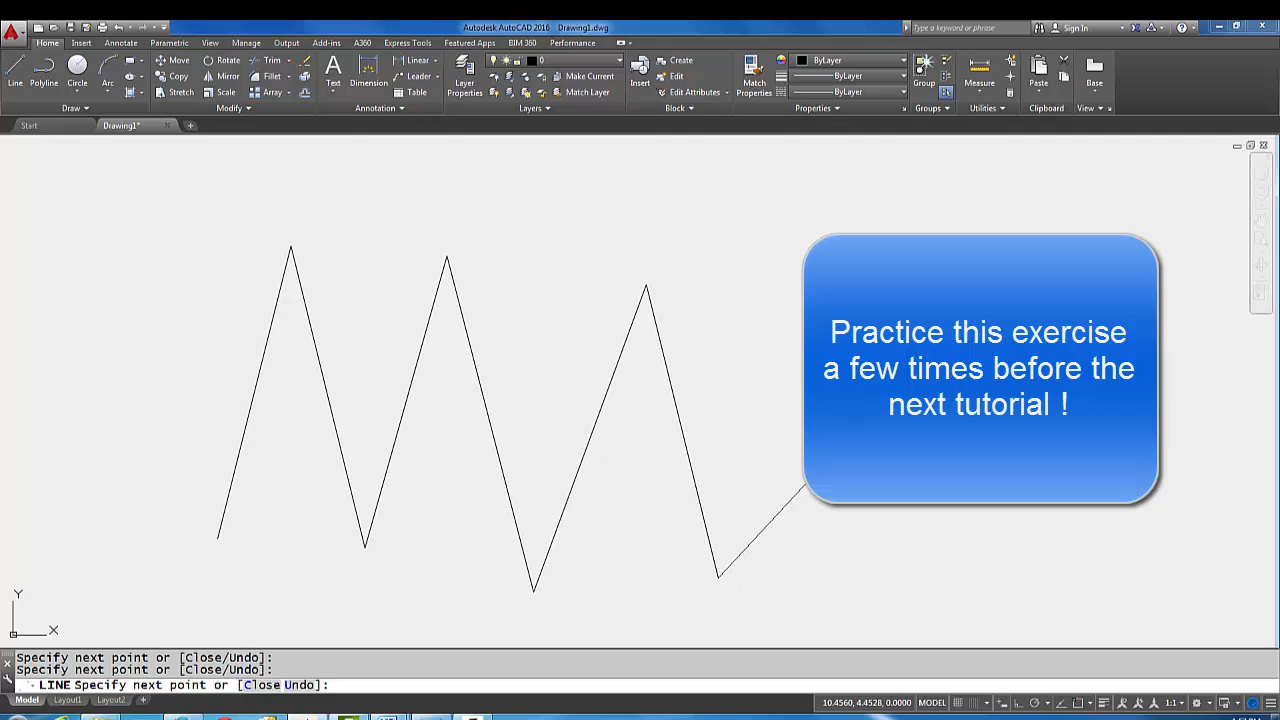 Autodesk AutoCAD 2016 Drawing1.dwg
Type a keyword or phrase
Sign In
Home Insert Annotate Parametric View Manage Output Add-ins A360 Express Tools Featured Apps BIM 360 Performance
Line Polyline Circle Arc
Move Rotate Trim
Copy Mirror Fillet
Stretch Scale Array
Text Dimension
Linear
Leader
Table
Layer Properties
0
Make Current
Match Layer
Insert
Create
Edit
Edit Attributes
Match Properties
ByLayer
ByLayer
ByLayer
Group
Measure
Paste
Base
Draw Modify Annotation Layers Block Properties Groups Utilities Clipboard View
Start Drawing1*
Practice this exercise
a few times before the
next tutorial !
Y
X
Specify next point or [Close/Undo]:
Specify next point or [Close/Undo]:
LINE Specify next point or [Close Undo]:
Model Layout1 Layout2
10.4560, 4.4528, 0.0000 MODEL 1:1